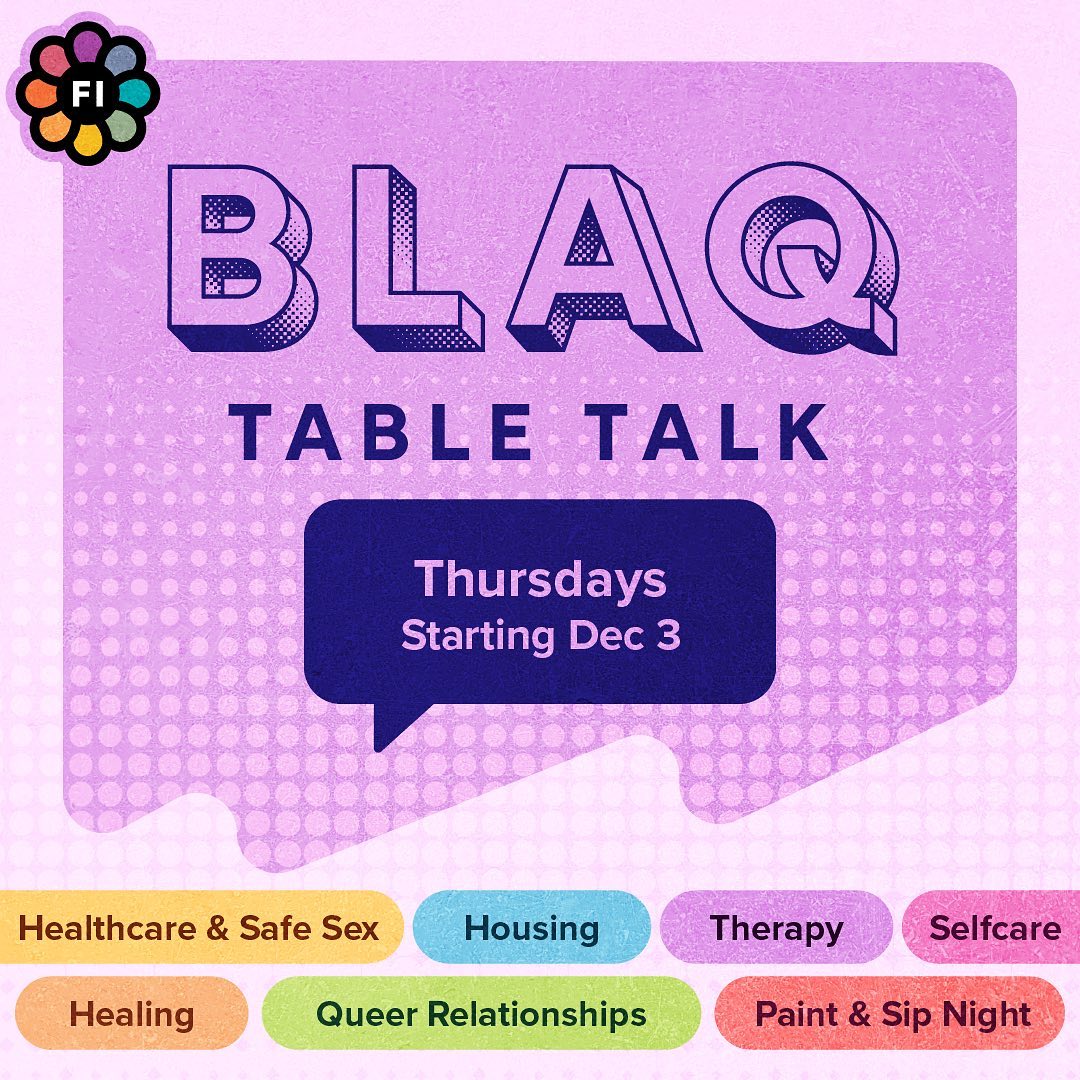 FI
BLAQ
TABLE TALK
Thursdays
Starting Dec 3
Healthcare & Safe Sex
Housing
Therapy
Selfcare
Healing
Queer Relationships
Paint & Sip Night